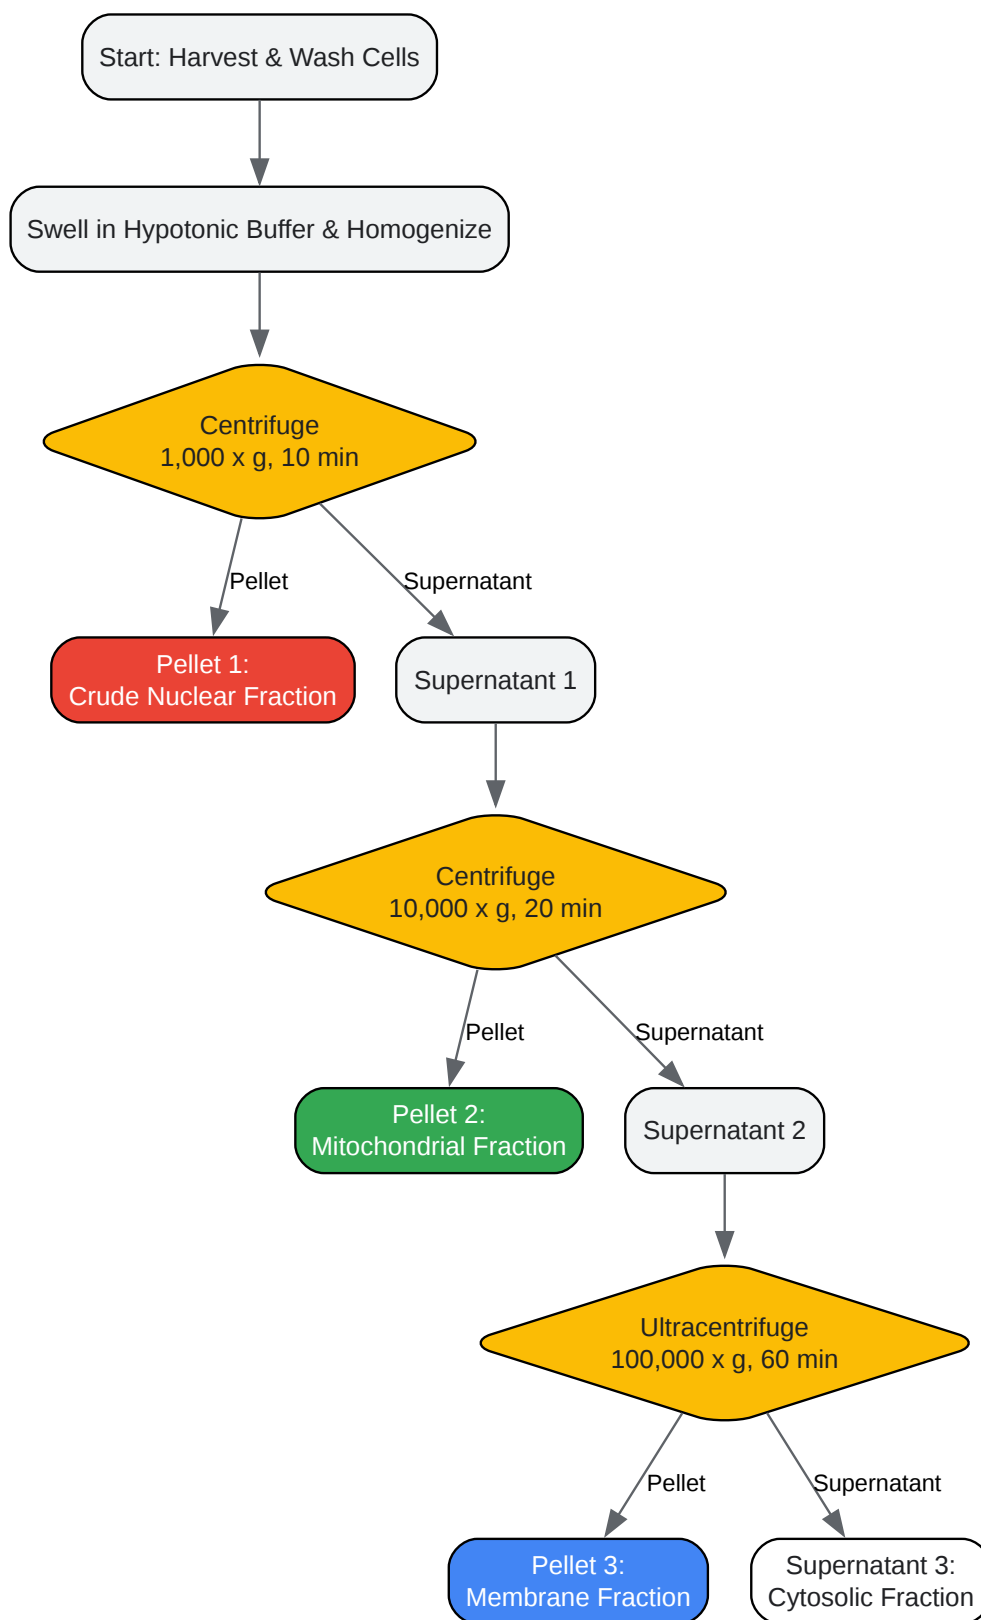 Start: Harvest & Wash Cells
Swell in Hypotonic Buffer & Homogenize
Centrifuge
1,000 x g, 10 min
Pellet
Supernatant
Pellet 1:
Crude Nuclear Fraction
Supernatant 1
Centrifuge
10,000 x g, 20 min
Pellet
Supernatant
Pellet 2:
Mitochondrial Fraction
Supernatant 2
Ultracentrifuge
100,000 x g, 60 min
Pellet
Supernatant
Pellet 3:
Membrane Fraction
Supernatant 3:
Cytosolic Fraction